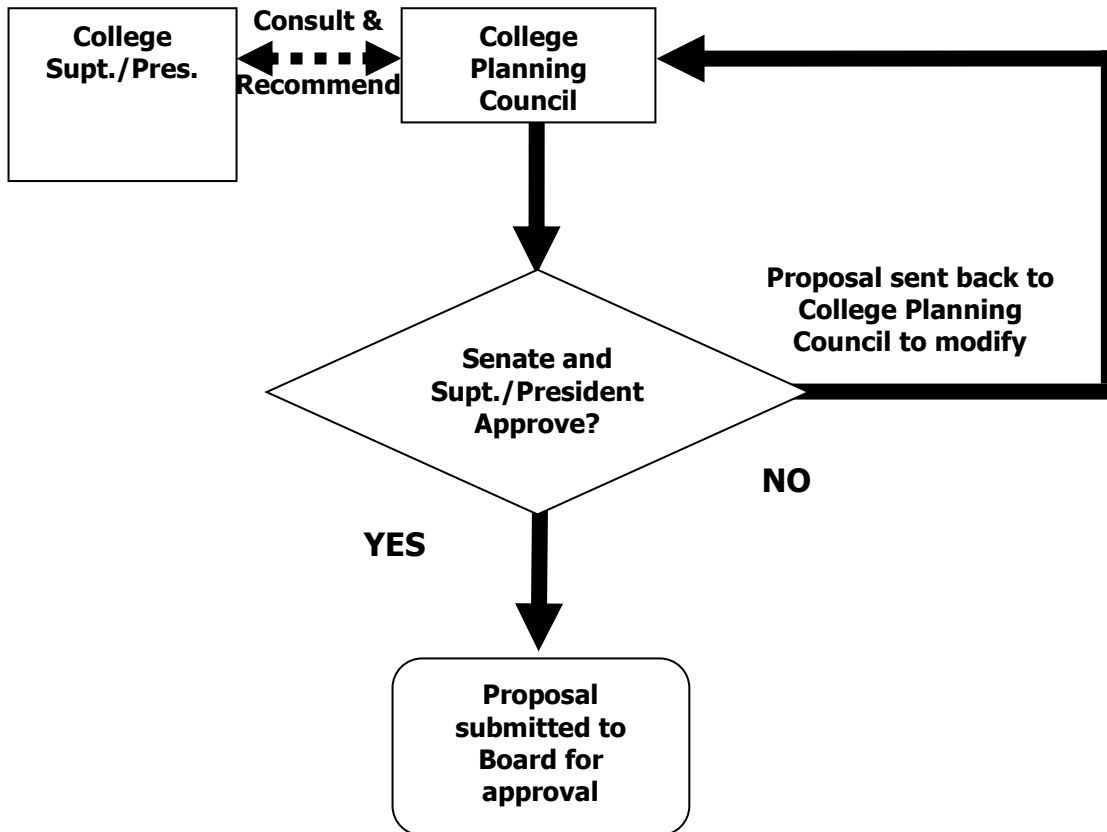 College
Supt./Pres.
Consult &
Recommend
College
Planning
Council
Proposal sent back to
College Planning
Council to modify
Senate and
Supt./President
Approve?
NO
YES
Proposal
submitted to
Board for
approval